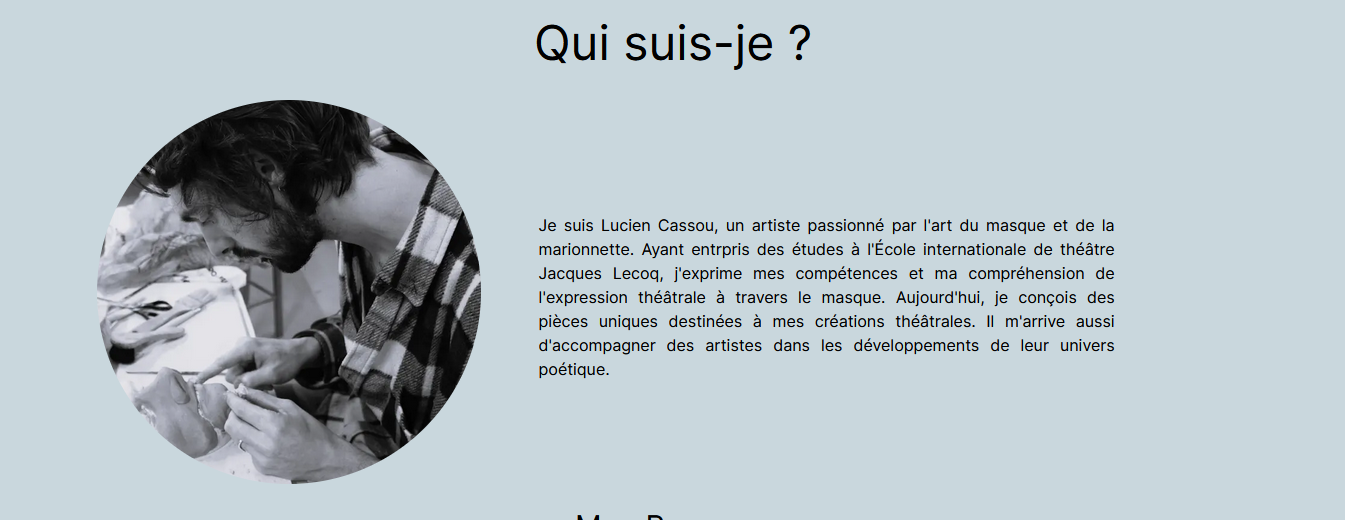 Qui suis-je ?
Je suis Lucien Cassou, un artiste passionné par l'art du masque et de la
marionnette. Ayant entrpris des études à l'École internationale de théâtre
Jacques Lecoq, j'exprime mes compétences et ma compréhension de
l'expression théâtrale à travers le masque. Aujourd'hui, je conçois des
pièces uniques destinées à mes créations théâtrales. Il m'arrive aussi
d'accompagner des artistes dans les développements de leur univers
poétique.